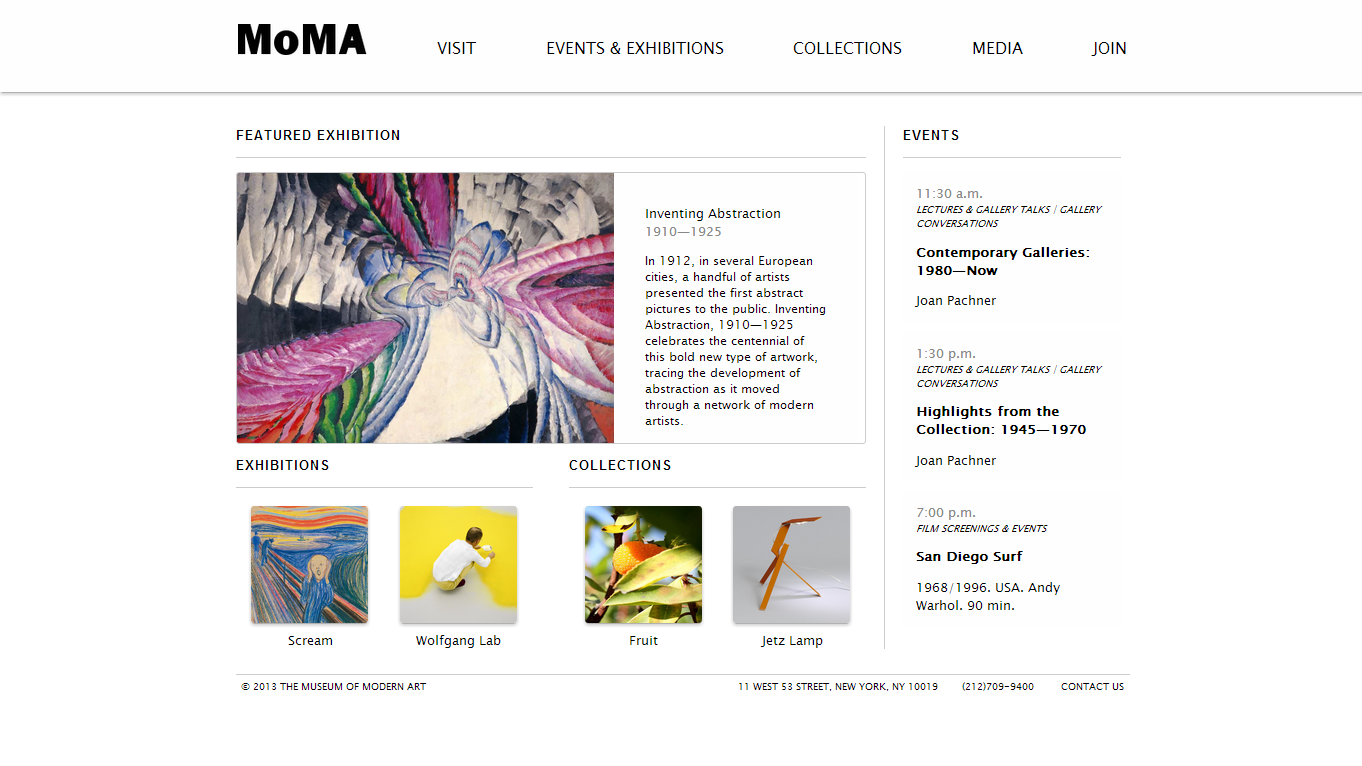 MoMA
VISIT
EVENTS & EXHIBITIONS
COLLECTIONS
MEDIA
JOIN
FEATURED EXHIBITION
Inventing Abstraction
1910—1925
In 1912, in several European
cities, a handful of artists
presented the first abstract
pictures to the public. Inventing
Abstraction, 1910—1925
celebrates the centennial of
this bold new type of artwork,
tracing the development of
abstraction as it moved
through a network of modern
artists.
EXHIBITIONS
Scream
Wolfgang Lab
COLLECTIONS
Fruit
Jetz Lamp
EVENTS
11:30 a.m.
LECTURES & GALLERY TALKS | GALLERY
CONVERSATIONS
Contemporary Galleries:
1980—Now
Joan Pachner
1:30 p.m.
LECTURES & GALLERY TALKS | GALLERY
CONVERSATIONS
Highlights from the
Collection: 1945—1970
Joan Pachner
7:00 p.m.
FILM SCREENINGS & EVENTS
San Diego Surf
1968/1996. USA. Andy
Warhol. 90 min.
© 2013 THE MUSEUM OF MODERN ART
11 WEST 53 STREET, NEW YORK, NY 10019
(212)709-9400
CONTACT US